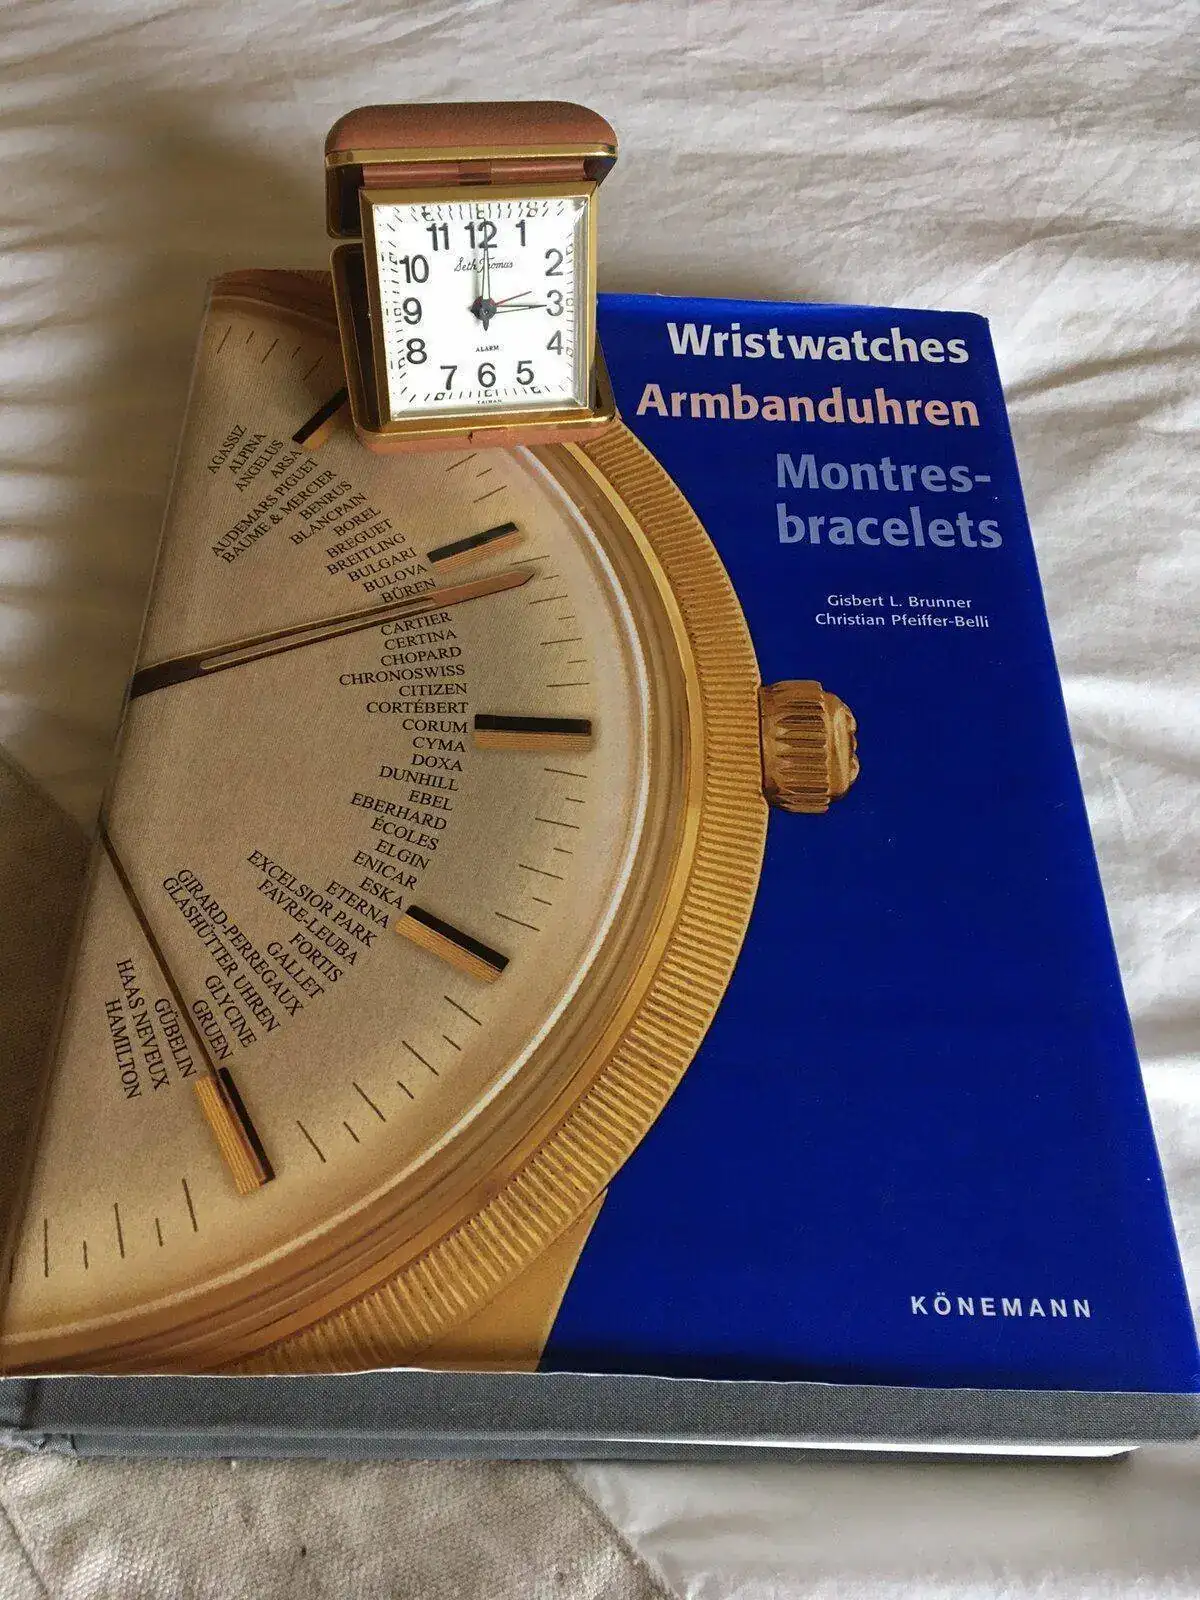 11 12 1
10 2
Seth Thomas
9 3
8 4
ALARM
7 6 5
TAIWAN
Wristwatches
Armbanduhren
Montres-
bracelets
Gisbert L. Brunner
Christian Pfeiffer-Belli
AGASSIZ
ALPINA
ANGELUS
ARSA
AUDEMARS PIGUET
BAUME & MERCIER
BENRUS
BLANCPAIN
BOREL
BREGUET
BREITLING
BULGARI
BULOVA
BÜREN
CARTIER
CERTINA
CHOPARD
CHRONOSWISS
CITIZEN
CORTÉBERT
CORUM
CYMA
DOXA
DUNHILL
EBEL
EBERHARD
ÉCOLES
ELGIN
ENICAR
ESKA
ETERNA
EXCELSIOR PARK
FAVRE-LEUBA
FORTIS
GALLET
GIRARD-PERREGAUX
GLASHÜTTER UHREN
GLYCINE
GRUEN
GÜBELIN
HAAS NEVEUX
HAMILTON
KÖNEMANN